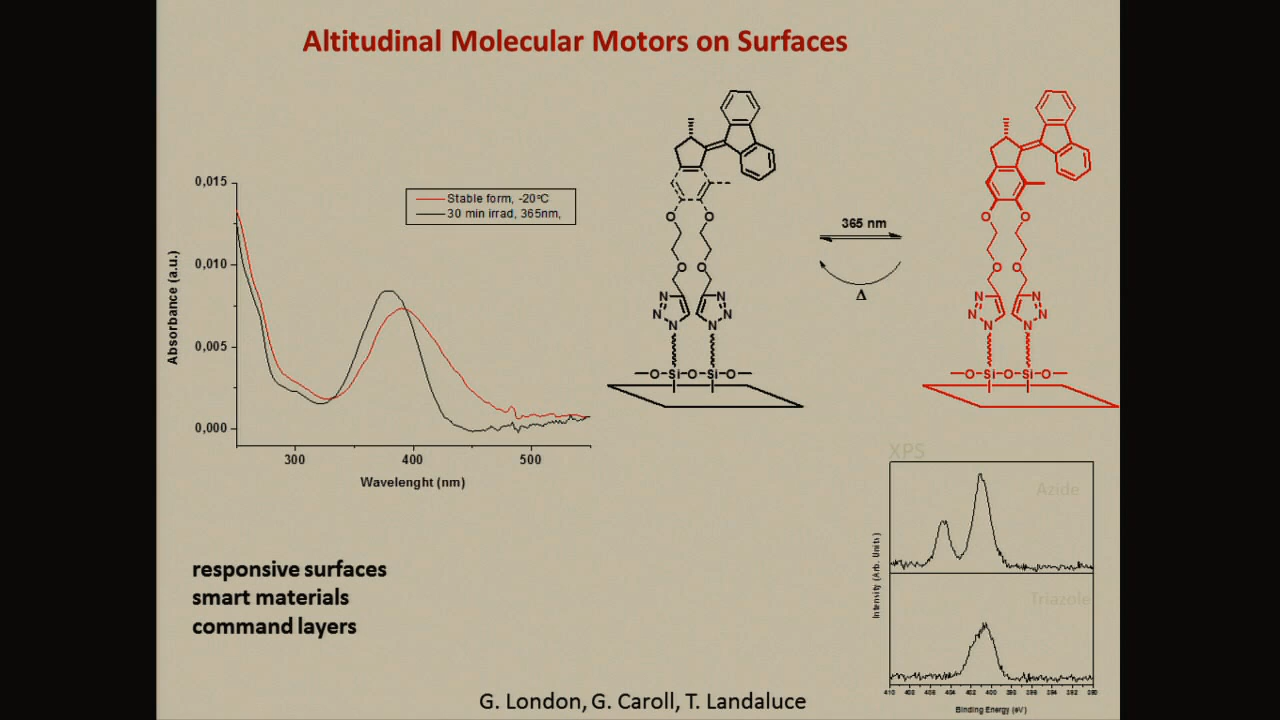 Altitudinal Molecular Motors on Surfaces
0,015
0,010
0,005
0,000
Absorbance (a.u.)
300 400 500
Wavelenght (nm)
Stable form, -20°C
30 min irrad, 365nm,
O O
O O
N N
N N
N N
O Si O Si O
365 nm
Δ
O O
O O
N N
N N
N N
O Si O Si O
XPS
Azide
Triazole
Intensity (Arb. Units)
Binding Energy (eV)
responsive surfaces
smart materials
command layers
G. London, G. Caroll, T. Landaluce